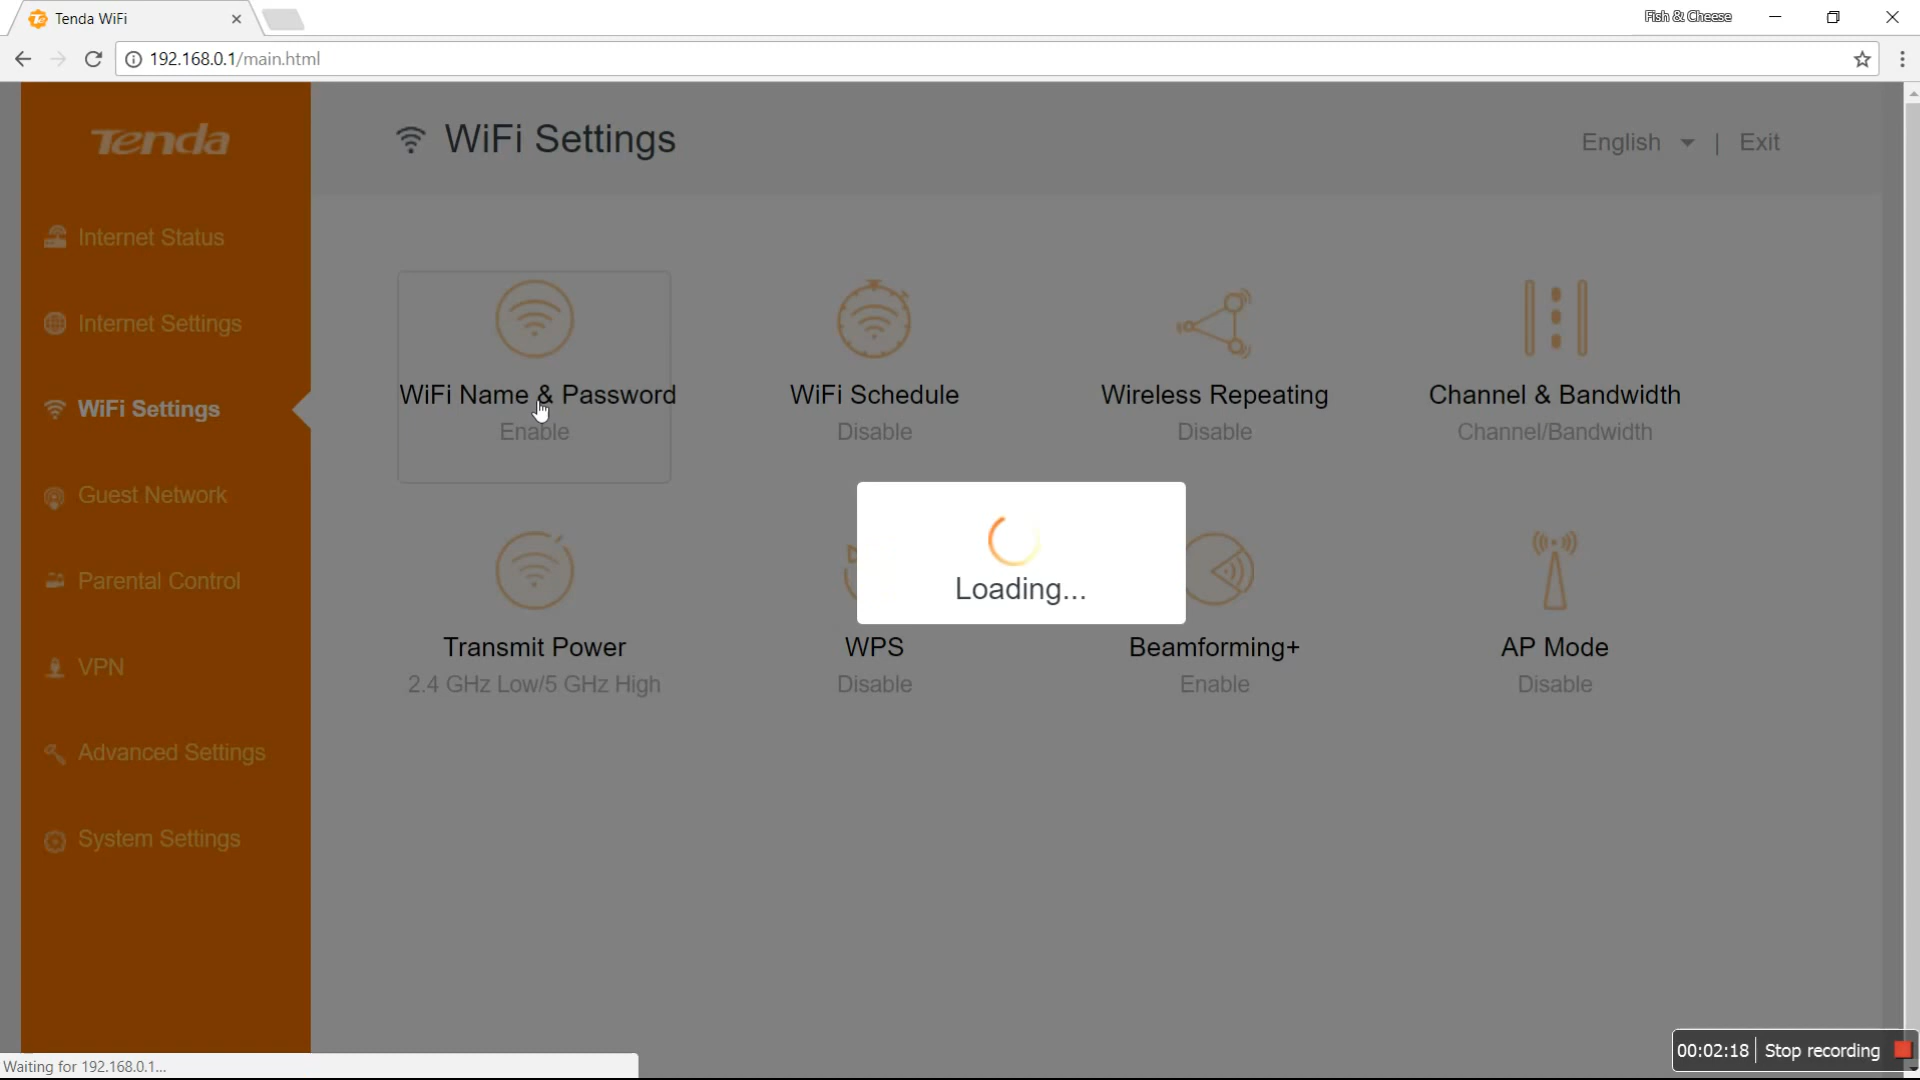 Tenda WiFi
Fish & Cheese
192.168.0.1/main.html
Tenda
WiFi Settings
English | Exit
Internet Status
Internet Settings
WiFi Settings
Guest Network
Parental Control
VPN
Advanced Settings
System Settings
WiFi Name & Password
Enable
WiFi Schedule
Disable
Wireless Repeating
Disable
Channel & Bandwidth
Channel/Bandwidth
Loading...
Transmit Power
2.4 GHz Low/5 GHz High
WPS
Disable
Beamforming+
Enable
AP Mode
Disable
Waiting for 192.168.0.1...
00:02:18 Stop recording